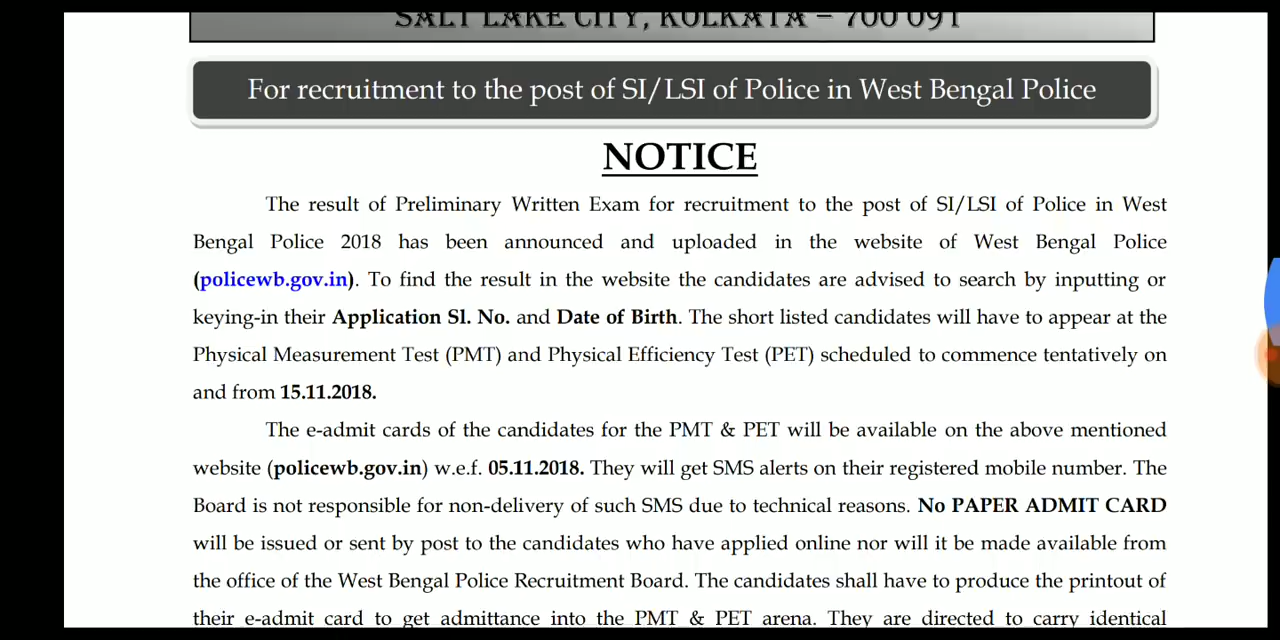 SALT LAKE CITY, KOLKATA – 700 091
For recruitment to the post of SI/LSI of Police in West Bengal Police
NOTICE
The result of Preliminary Written Exam for recruitment to the post of SI/LSI of Police in West
Bengal Police 2018 has been announced and uploaded in the website of West Bengal Police
(policewb.gov.in). To find the result in the website the candidates are advised to search by inputting or
keying-in their Application Sl. No. and Date of Birth. The short listed candidates will have to appear at the
Physical Measurement Test (PMT) and Physical Efficiency Test (PET) scheduled to commence tentatively on
and from 15.11.2018.
The e-admit cards of the candidates for the PMT & PET will be available on the above mentioned
website (policewb.gov.in) w.e.f. 05.11.2018. They will get SMS alerts on their registered mobile number. The
Board is not responsible for non-delivery of such SMS due to technical reasons. No PAPER ADMIT CARD
will be issued or sent by post to the candidates who have applied online nor will it be made available from
the office of the West Bengal Police Recruitment Board. The candidates shall have to produce the printout of
their e-admit card to get admittance into the PMT & PET arena. They are directed to carry identical